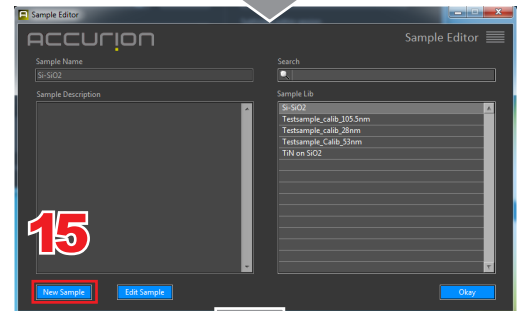 Sample Editor
ACCURION
Sample Editor
Sample Name
Si-SiO2
Search
Sample Description
Sample Lib
Si-SiO2
Testsample_calib_105.5nm
Testsample_calib_28nm
Testsample_Calib_53nm
TiN on SiO2
15
New Sample
Edit Sample
Okay